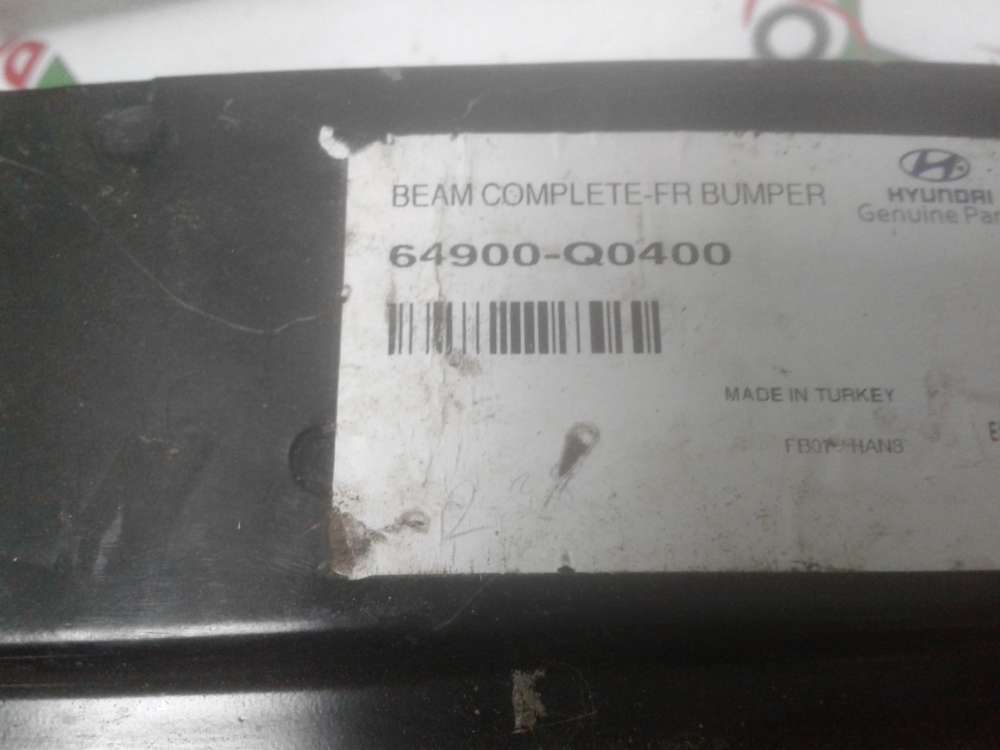 BEAM COMPLETE-FR BUMPER
HYUNDAI
Genuine Par
64900-Q0400
MADE IN TURKEY